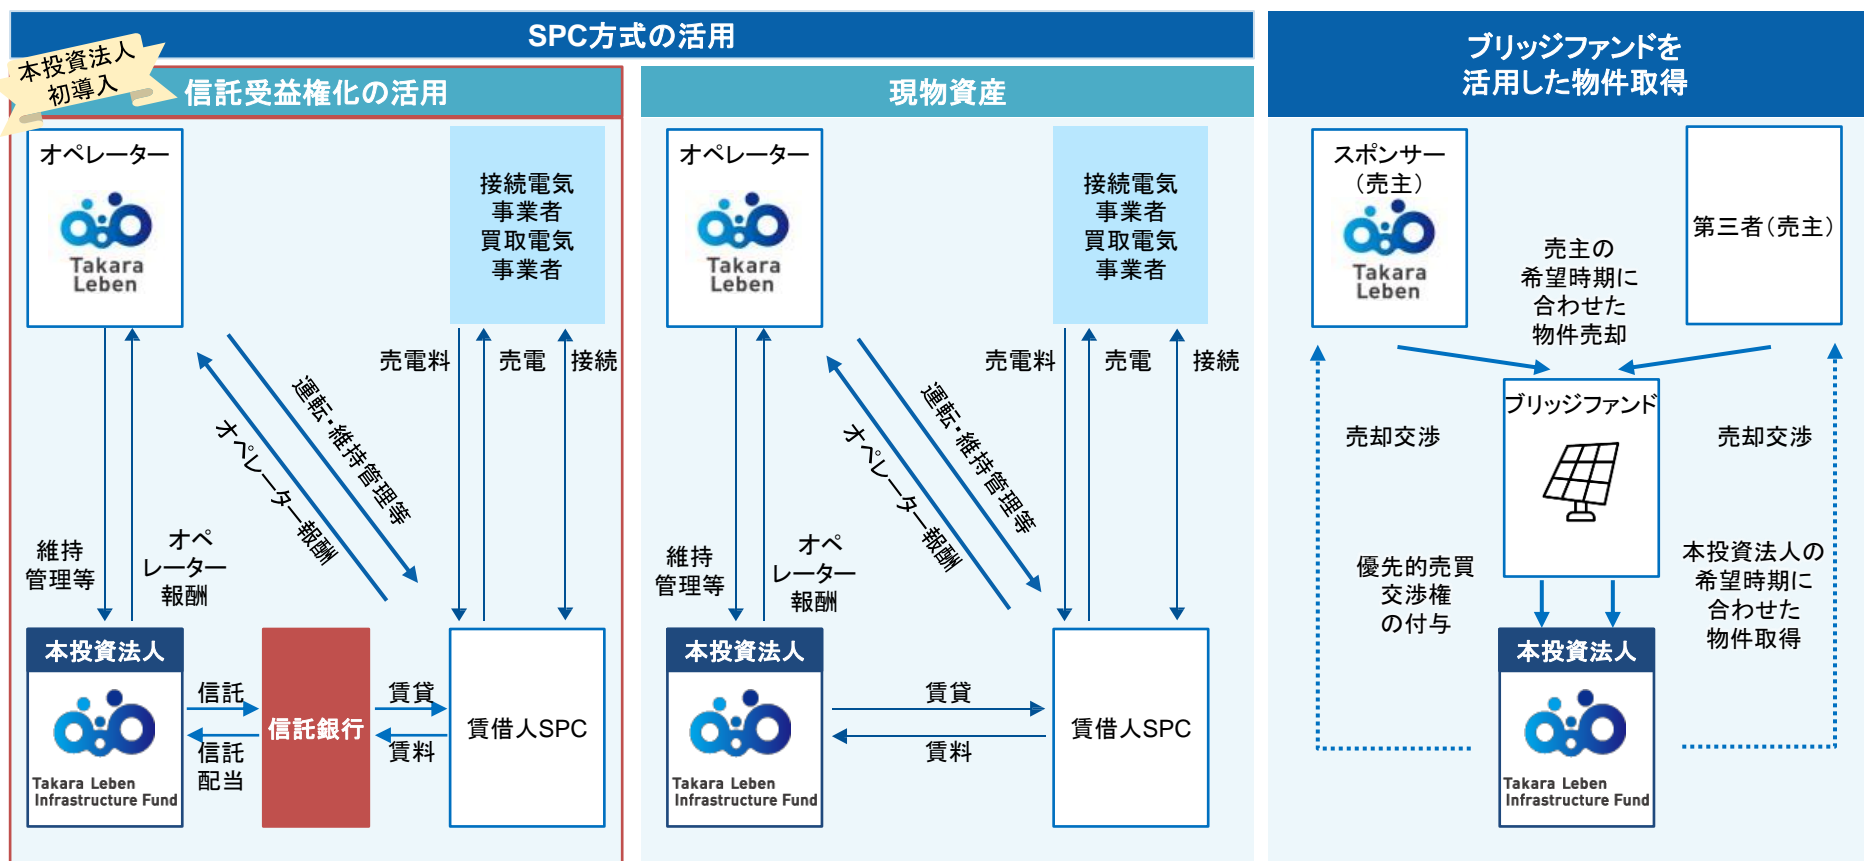 SPC方式の活用
本投資法人
初導入
信託受益権化の活用
オペレーター
Takara
Leben
接続電気
事業者
買取電気
事業者
売電料
売電
接続
運転・維持管理等
オペレーター報酬
維持
管理等
オペ
レーター
報酬
本投資法人
Takara Leben
Infrastructure Fund
信託
信託
配当
信託銀行
賃貸
賃料
賃借人SPC
現物資産
オペレーター
Takara
Leben
接続電気
事業者
買取電気
事業者
売電料
売電
接続
運転・維持管理等
オペレーター報酬
維持
管理等
オペ
レーター
報酬
本投資法人
Takara Leben
Infrastructure Fund
賃貸
賃料
賃借人SPC
ブリッジファンドを
活用した物件取得
スポンサー
（売主）
Takara
Leben
第三者（売主）
売主の
希望時期に
合わせた
物件売却
ブリッジファンド
売却交渉
売却交渉
優先的売買
交渉権
の付与
本投資法人の
希望時期に
合わせた
物件取得
本投資法人
Takara Leben
Infrastructure Fund